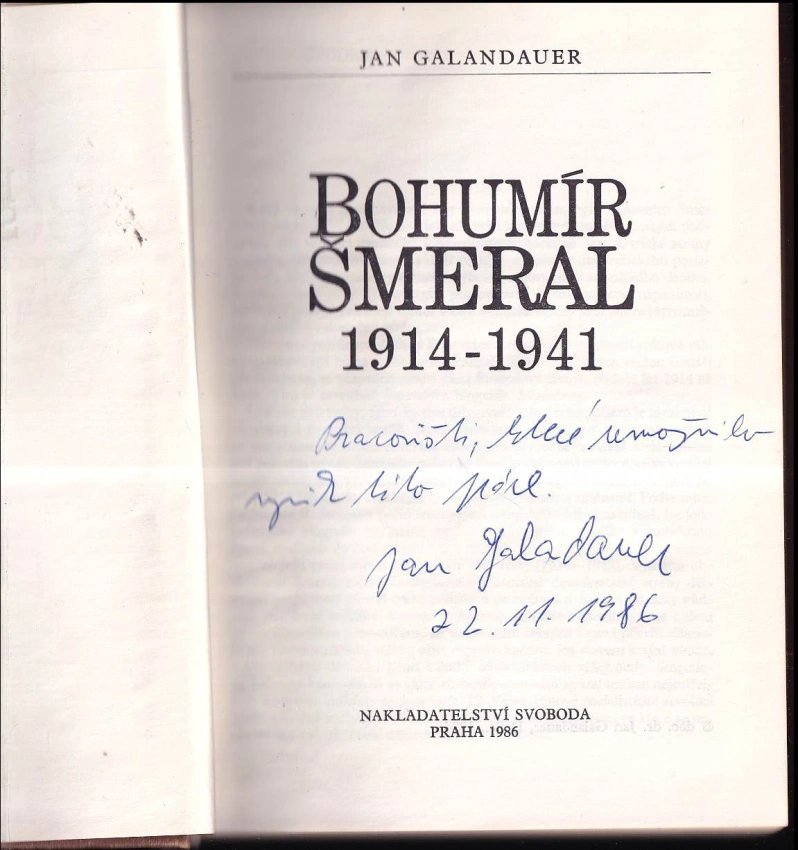 JAN GALANDAUER
BOHUMÍR
ŠMERAL
1914-1941
Pracovišti, které umožnilo
vznik této práce.
Jan Galandauer
22. 11. 1986
NAKLADATELSTVÍ SVOBODA
PRAHA 1986